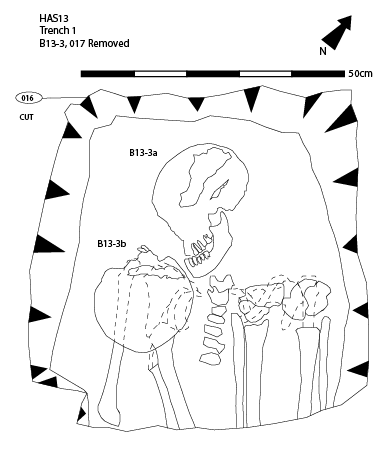 HAS13
Trench 1
B13-3, 017 Removed
N
50cm
016
CUT
B13-3a
B13-3b